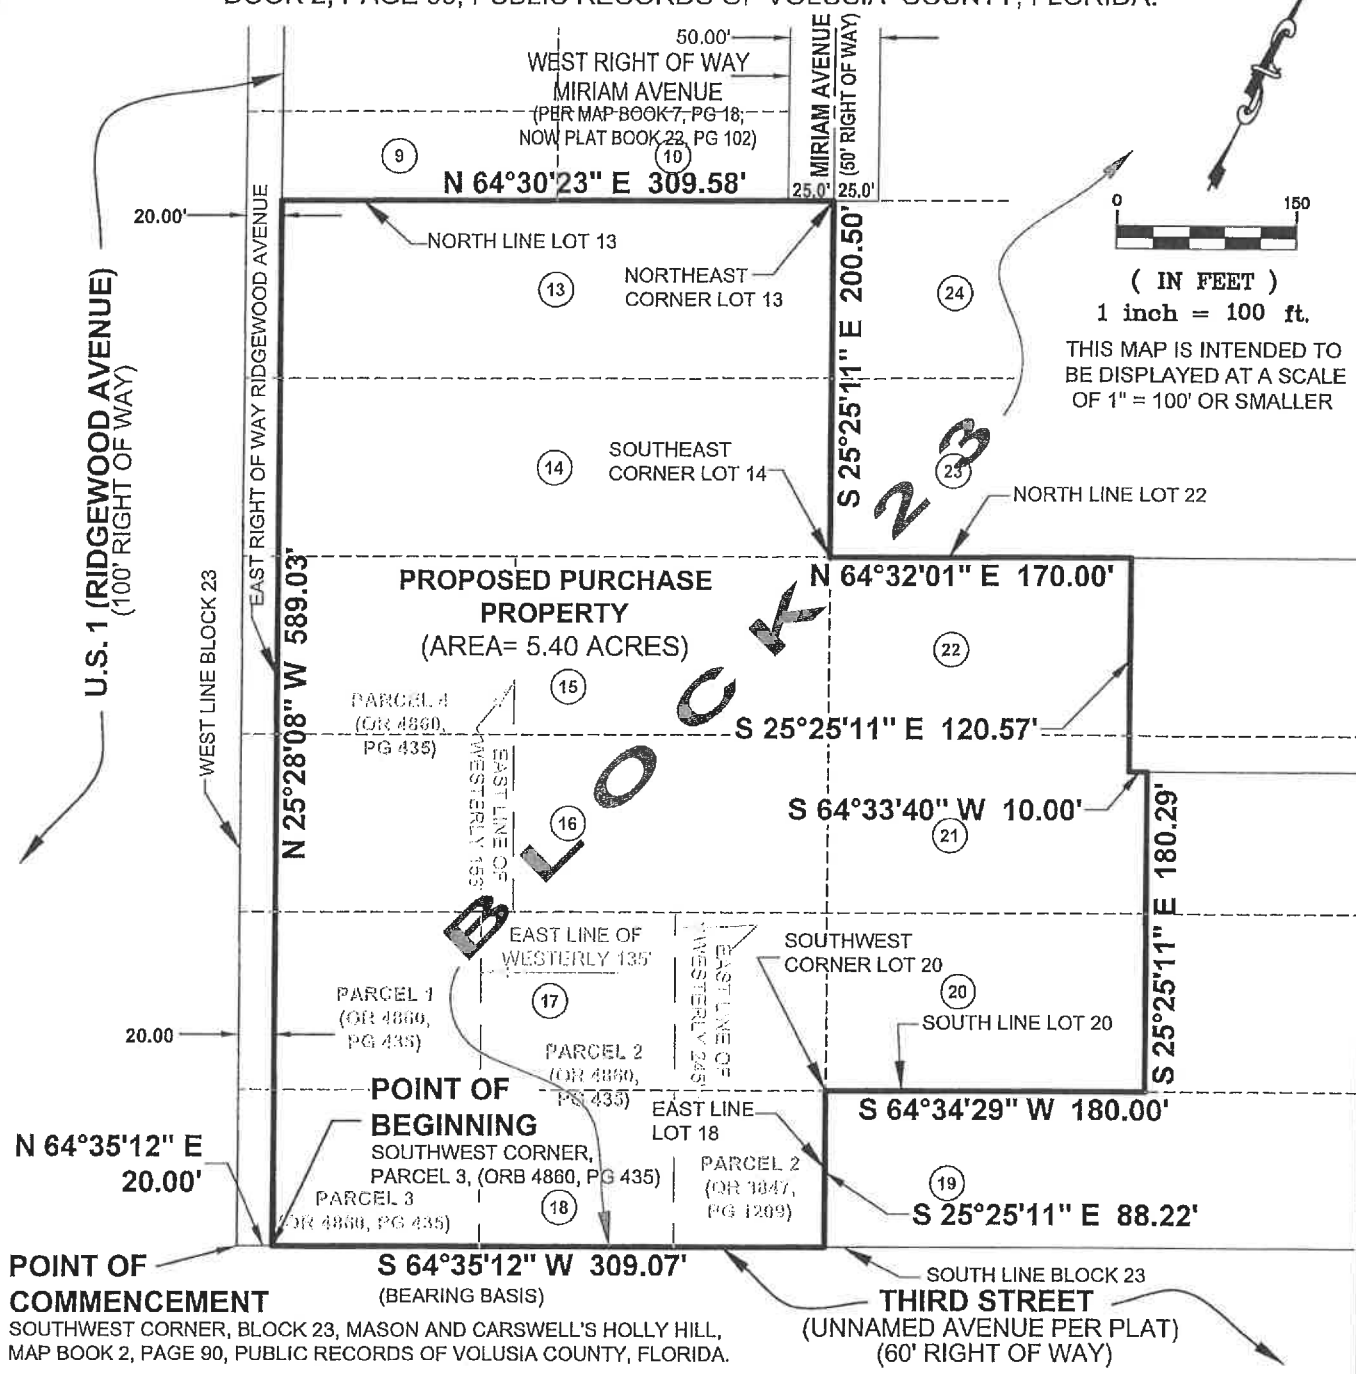 BOOK 2, PAGE 90, PUBLIC RECORDS OF VOLUSIA COUNTY, FLORIDA.
50.00'
WEST RIGHT OF WAY
MIRIAM AVENUE
(PER MAP BOOK 7, PG 18,
NOW PLAT BOOK 22, PG 102)
MIRIAM AVENUE
(50' RIGHT OF WAY)
9
10
N 64°30'23" E 309.58'
25.0'
25.0'
20.00'
NORTH LINE LOT 13
NORTHEAST
CORNER LOT 13
13
24
S 25°25'11" E 200.50'
0
150
( IN FEET )
1 inch = 100 ft.
THIS MAP IS INTENDED TO
BE DISPLAYED AT A SCALE
OF 1" = 100' OR SMALLER
U.S. 1 (RIDGEWOOD AVENUE)
(100' RIGHT OF WAY)
EAST RIGHT OF WAY RIDGEWOOD AVENUE
WEST LINE BLOCK 23
N 25°28'08" W 589.03'
14
SOUTHEAST
CORNER LOT 14
23
NORTH LINE LOT 22
BLOCK 23
PROPOSED PURCHASE
PROPERTY
(AREA= 5.40 ACRES)
N 64°32'01" E 170.00'
22
15
PARCEL 4
(OR 4860,
PG 435)
EAST LINE OF
WESTERLY 153'
S 25°25'11" E 120.57'
S 64°33'40" W 10.00'
16
21
S 25°25'11" E 180.29'
EAST LINE OF
WESTERLY 135'
EAST LINE OF
WESTERLY 245'
SOUTHWEST
CORNER LOT 20
17
20
PARCEL 1
(OR 4860,
PG 435)
20.00
SOUTH LINE LOT 20
PARCEL 2
(OR 4860,
PG 435)
POINT OF
BEGINNING
SOUTHWEST CORNER,
PARCEL 3, (ORB 4860, PG 435)
EAST LINE
LOT 18
S 64°34'29" W 180.00'
N 64°35'12" E
20.00'
PARCEL 2
(OR 3847,
PG 1209)
19
PARCEL 3
(OR 4860, PG 435)
18
S 25°25'11" E 88.22'
S 64°35'12" W 309.07'
(BEARING BASIS)
SOUTH LINE BLOCK 23
POINT OF
COMMENCEMENT
SOUTHWEST CORNER, BLOCK 23, MASON AND CARSWELL'S HOLLY HILL,
MAP BOOK 2, PAGE 90, PUBLIC RECORDS OF VOLUSIA COUNTY, FLORIDA.
THIRD STREET
(UNNAMED AVENUE PER PLAT)
(60' RIGHT OF WAY)